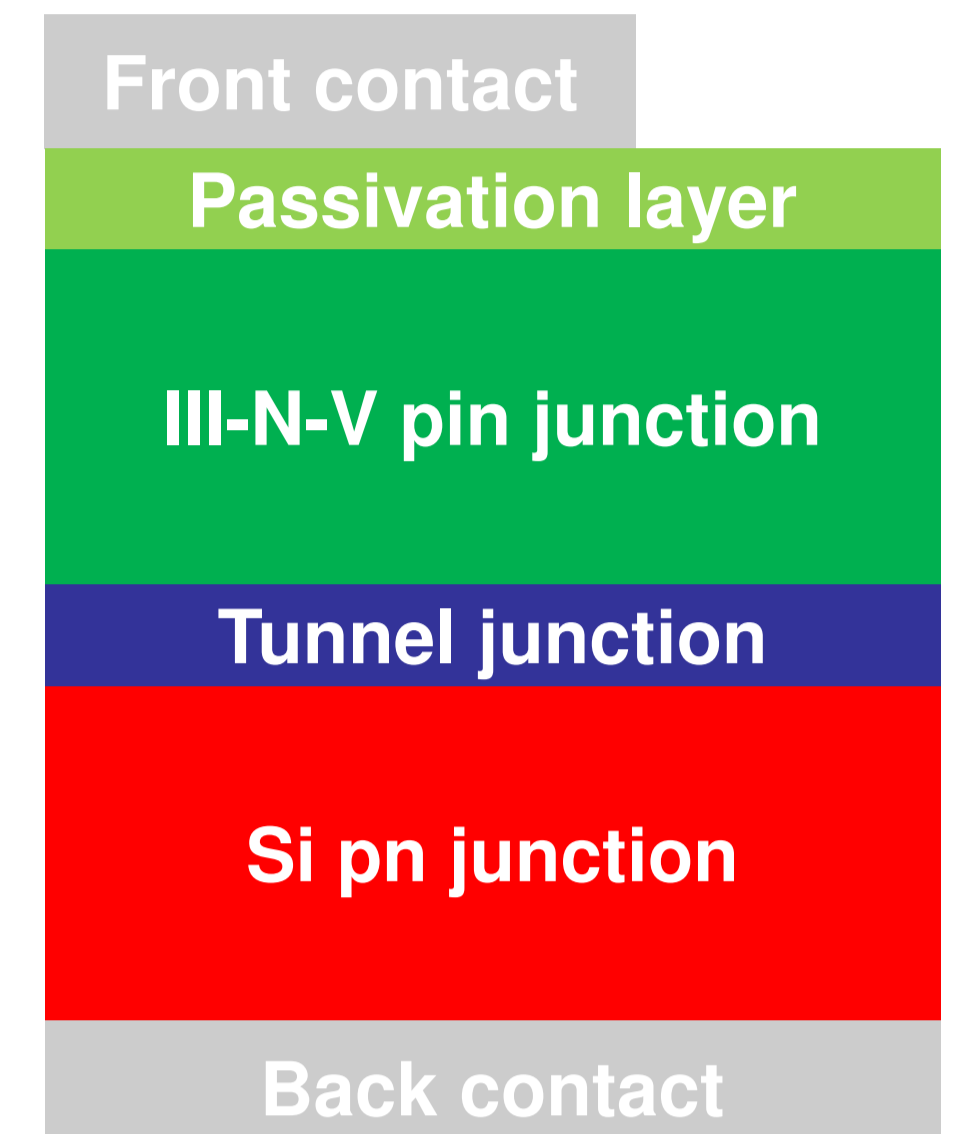 Front contact
Passivation layer
III-N-V pin junction
Tunnel junction
Si pn junction
Back contact